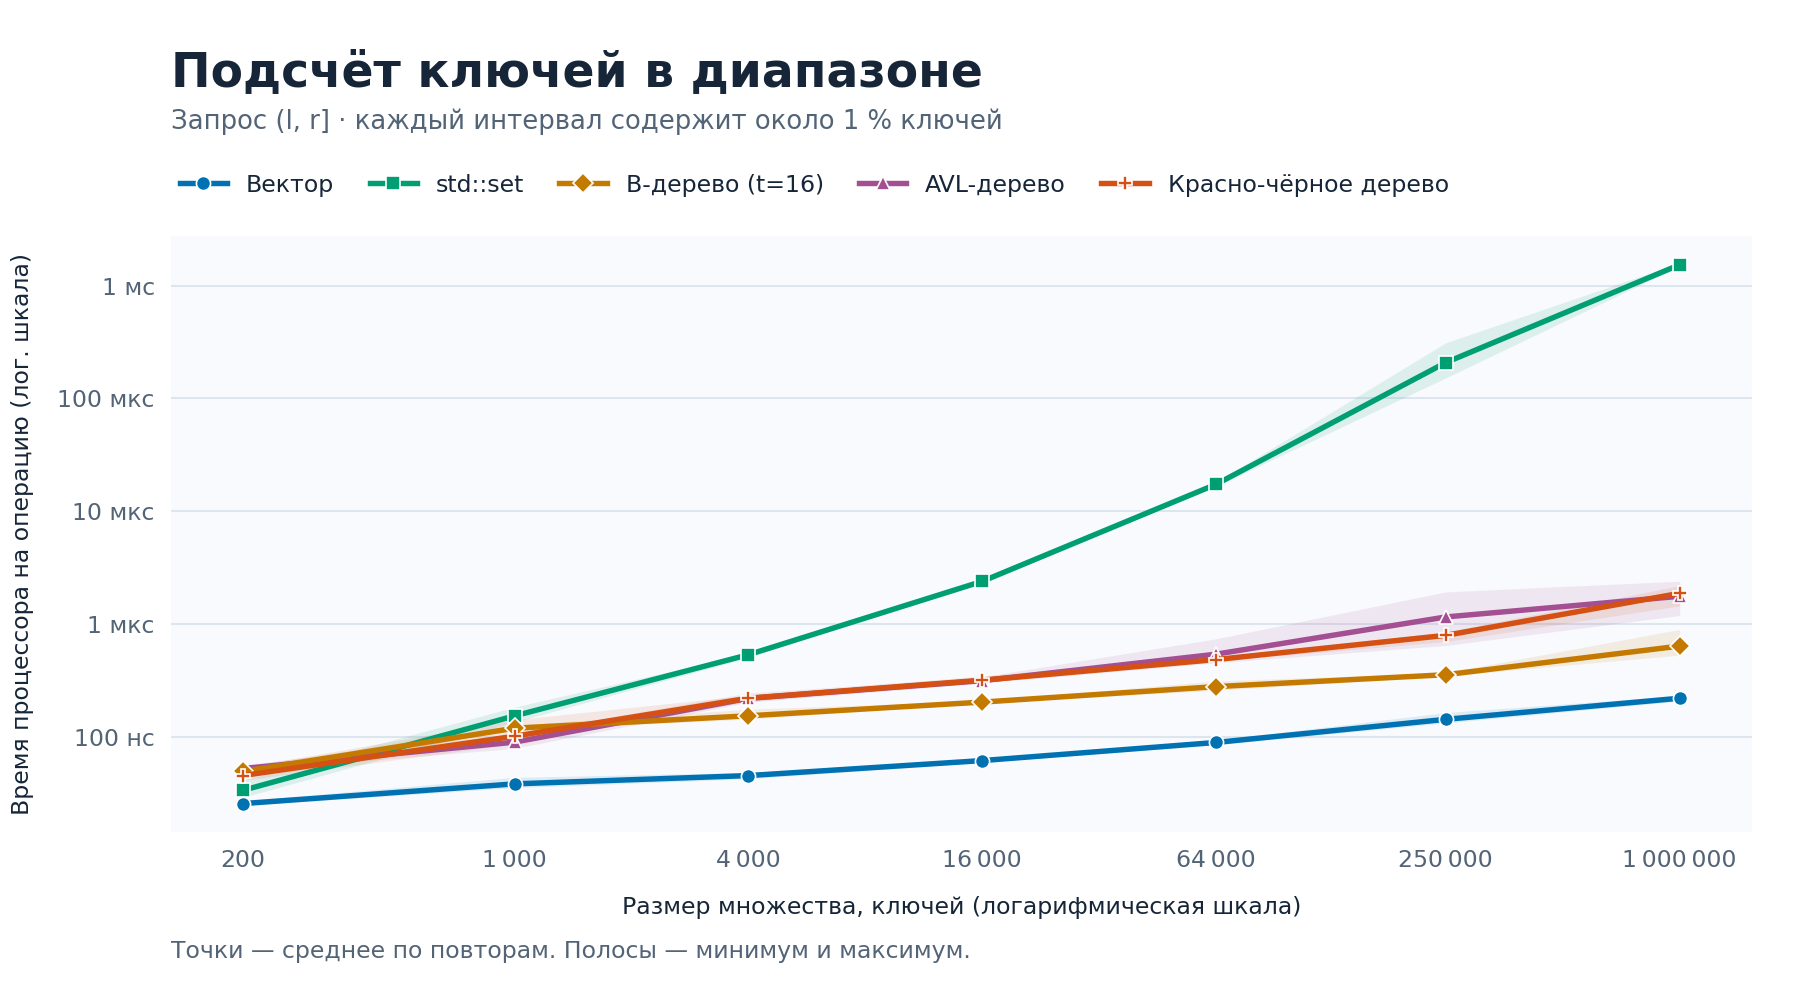 Подсчёт ключей в диапазоне
Запрос (l, r] · каждый интервал содержит около 1 % ключей
Вектор
std::set
B-дерево (t=16)
AVL-дерево
Красно-чёрное дерево
Время процессора на операцию (лог. шкала)
1 мс
100 мкс
10 мкс
1 мкс
100 нс
200
1 000
4 000
16 000
64 000
250 000
1 000 000
Размер множества, ключей (логарифмическая шкала)
Точки — среднее по повторам. Полосы — минимум и максимум.